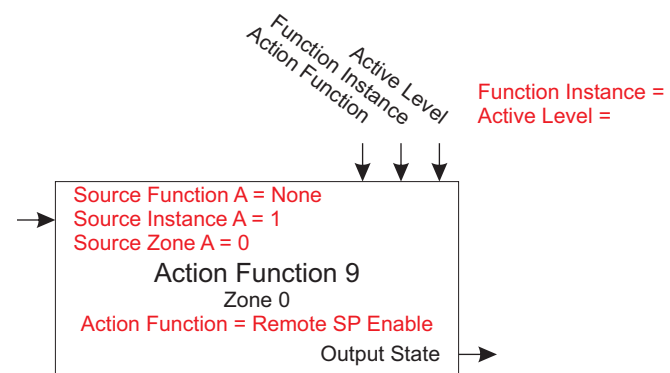 Action Function
Function Instance
Active Level
Function Instance =
Active Level =
Source Function A = None
Source Instance A = 1
Source Zone A = 0
Action Function 9
Zone 0
Action Function = Remote SP Enable
Output State